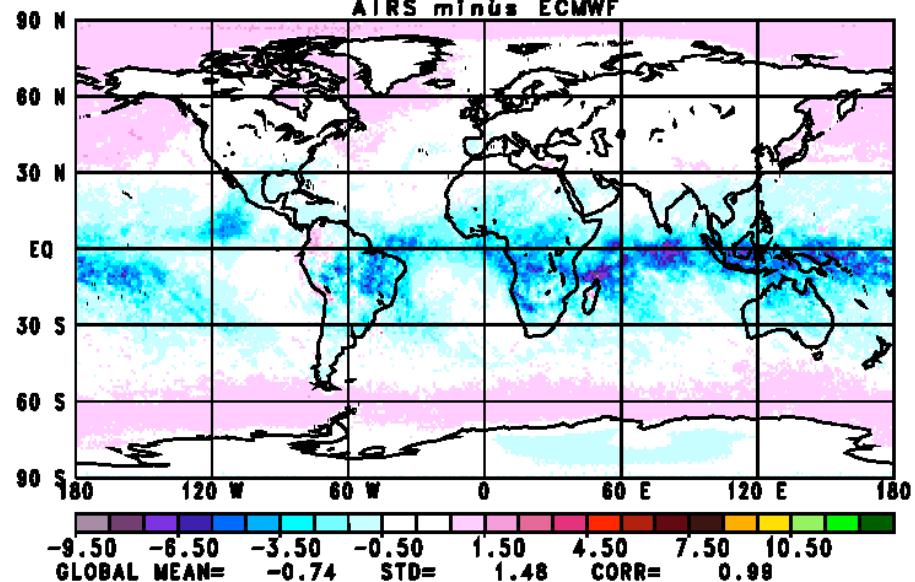 AIRS minus ECMWF
90 N
60 N
30 N
EQ
30 S
60 S
90 S
180 120 W 60 W 0 60 E 120 E 180
-9.50 -6.50 -3.50 -0.50 1.50 4.50 7.50 10.50
GLOBAL MEAN= -0.74 STD= 1.48 CORR= 0.99